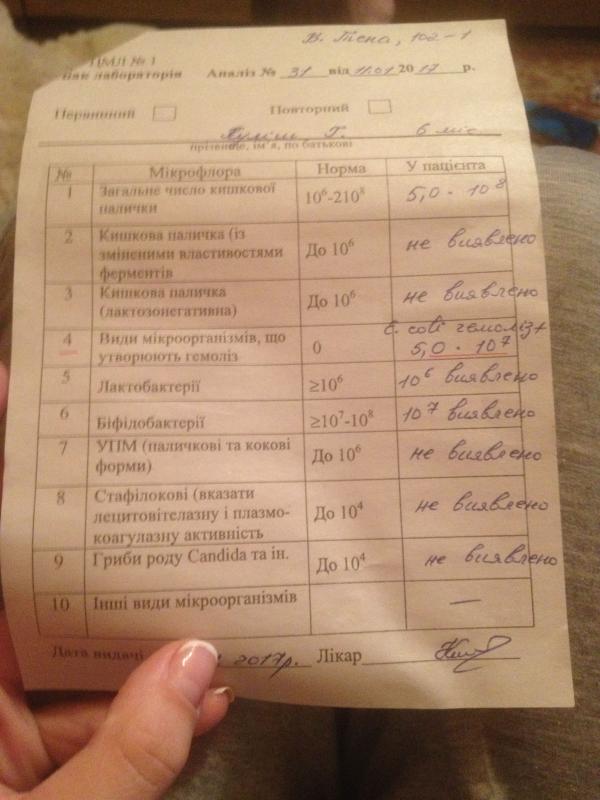 В. Тена, 102-1
ЦМЛ № 1
Бак лабораторія Аналіз № 31 від 11.01 2017 р.
Первинний Повторний
Г. 6 міс
прізвище, ім'я, по батькові
№ Мікрофлора Норма У пацієнта
1 Загальне число кишкової палички 10⁶-210⁸ 5,0 · 10⁸
2 Кишкова паличка (із зміненими властивостями ферментів До 10⁶ не виявлено
3 Кишкова паличка (лактозонегативна) До 10⁶ не виявлено
4 Види мікроорганізмів, що утворюють гемоліз 0 E. coli гемоліз+ 5,0 · 10⁷
5 Лактобактерії ≥10⁶ 10⁶ виявлено
6 Біфідобактерії ≥10⁷-10⁸ 10⁷ виявлено
7 УПМ (паличкові та кокові форми) До 10⁶ не виявлено
8 Стафілокові (вказати лецитовітелазну і плазмо-коагулазну активність До 10⁴ не виявлено
9 Гриби роду Candida та ін. До 10⁴ не виявлено
10 Інші види мікроорганізмів —
Дата видачі 2017р. Лікар